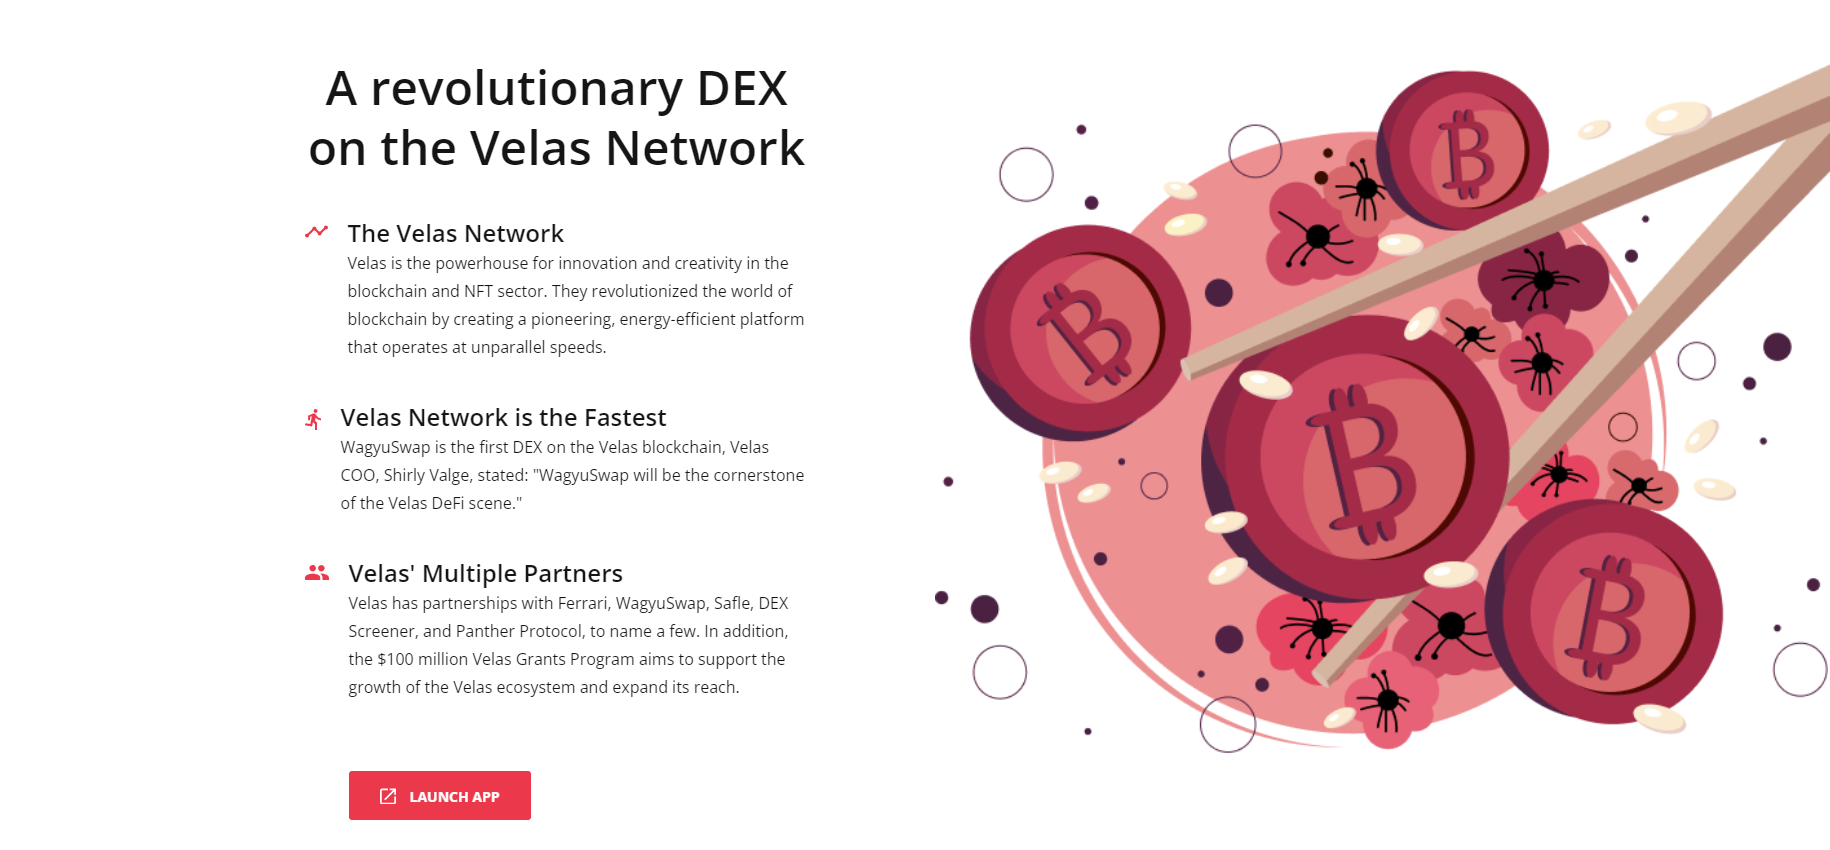 A revolutionary DEX
on the Velas Network
The Velas Network
Velas is the powerhouse for innovation and creativity in the
blockchain and NFT sector. They revolutionized the world of
blockchain by creating a pioneering, energy-efficient platform
that operates at unparallel speeds.
Velas Network is the Fastest
WagyuSwap is the first DEX on the Velas blockchain, Velas
COO, Shirly Valge, stated: "WagyuSwap will be the cornerstone
of the Velas DeFi scene."
Velas' Multiple Partners
Velas has partnerships with Ferrari, WagyuSwap, Safle, DEX
Screener, and Panther Protocol, to name a few. In addition,
the $100 million Velas Grants Program aims to support the
growth of the Velas ecosystem and expand its reach.
LAUNCH APP